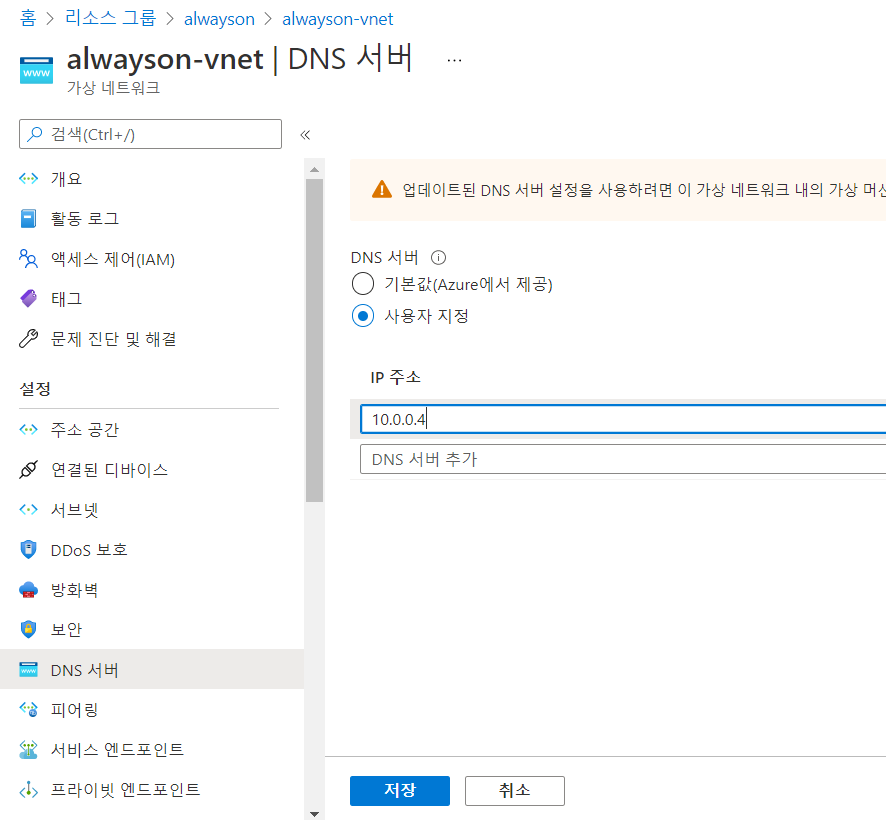 홈 > 리소스 그룹 > alwayson > alwayson-vnet
alwayson-vnet | DNS 서버 ...
가상 네트워크
검색(Ctrl+/)
«
개요
활동 로그
액세스 제어(IAM)
태그
문제 진단 및 해결
설정
주소 공간
연결된 디바이스
서브넷
DDoS 보호
방화벽
보안
DNS 서버
피어링
서비스 엔드포인트
프라이빗 엔드포인트
업데이트된 DNS 서버 설정을 사용하려면 이 가상 네트워크 내의 가상 머신
DNS 서버
기본값(Azure에서 제공)
사용자 지정
IP 주소
10.0.0.4
DNS 서버 추가
저장
취소